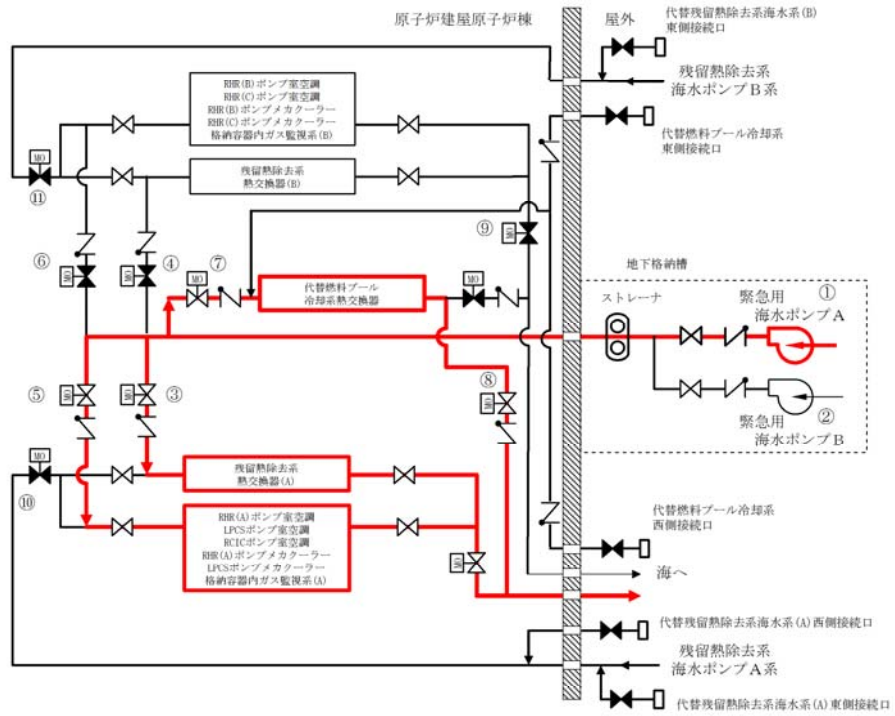 原子炉建屋原子炉棟
屋外
代替残留熱除去系海水系(B)
東側接続口
残留熱除去系
海水ポンプB系
代替燃料プール冷却系
東側接続口
RHR(B)ポンプ室空調
RHR(C)ポンプ室空調
RHR(B)ポンプメカクーラー
RHR(C)ポンプメカクーラー
格納容器内ガス監視系(B)
残留熱除去系
熱交換器(B)
MO
⑪
⑥
MO
④
MO
⑦
MO
代替燃料プール
冷却系熱交換器
MO
⑨
MO
地下格納槽
ストレーナ
緊急用
海水ポンプA
①
緊急用
海水ポンプB
②
⑤
MO
③
MO
⑧
MO
MO
⑩
残留熱除去系
熱交換器(A)
RHR(A)ポンプ室空調
LPCSポンプ室空調
RCICポンプ室空調
RHR(A)ポンプメカクーラー
LPCSポンプメカクーラー
格納容器内ガス監視系(A)
MO
代替燃料プール冷却系
西側接続口
海へ
代替残留熱除去系海水系(A)西側接続口
残留熱除去系
海水ポンプA系
代替残留熱除去系海水系(A)東側接続口